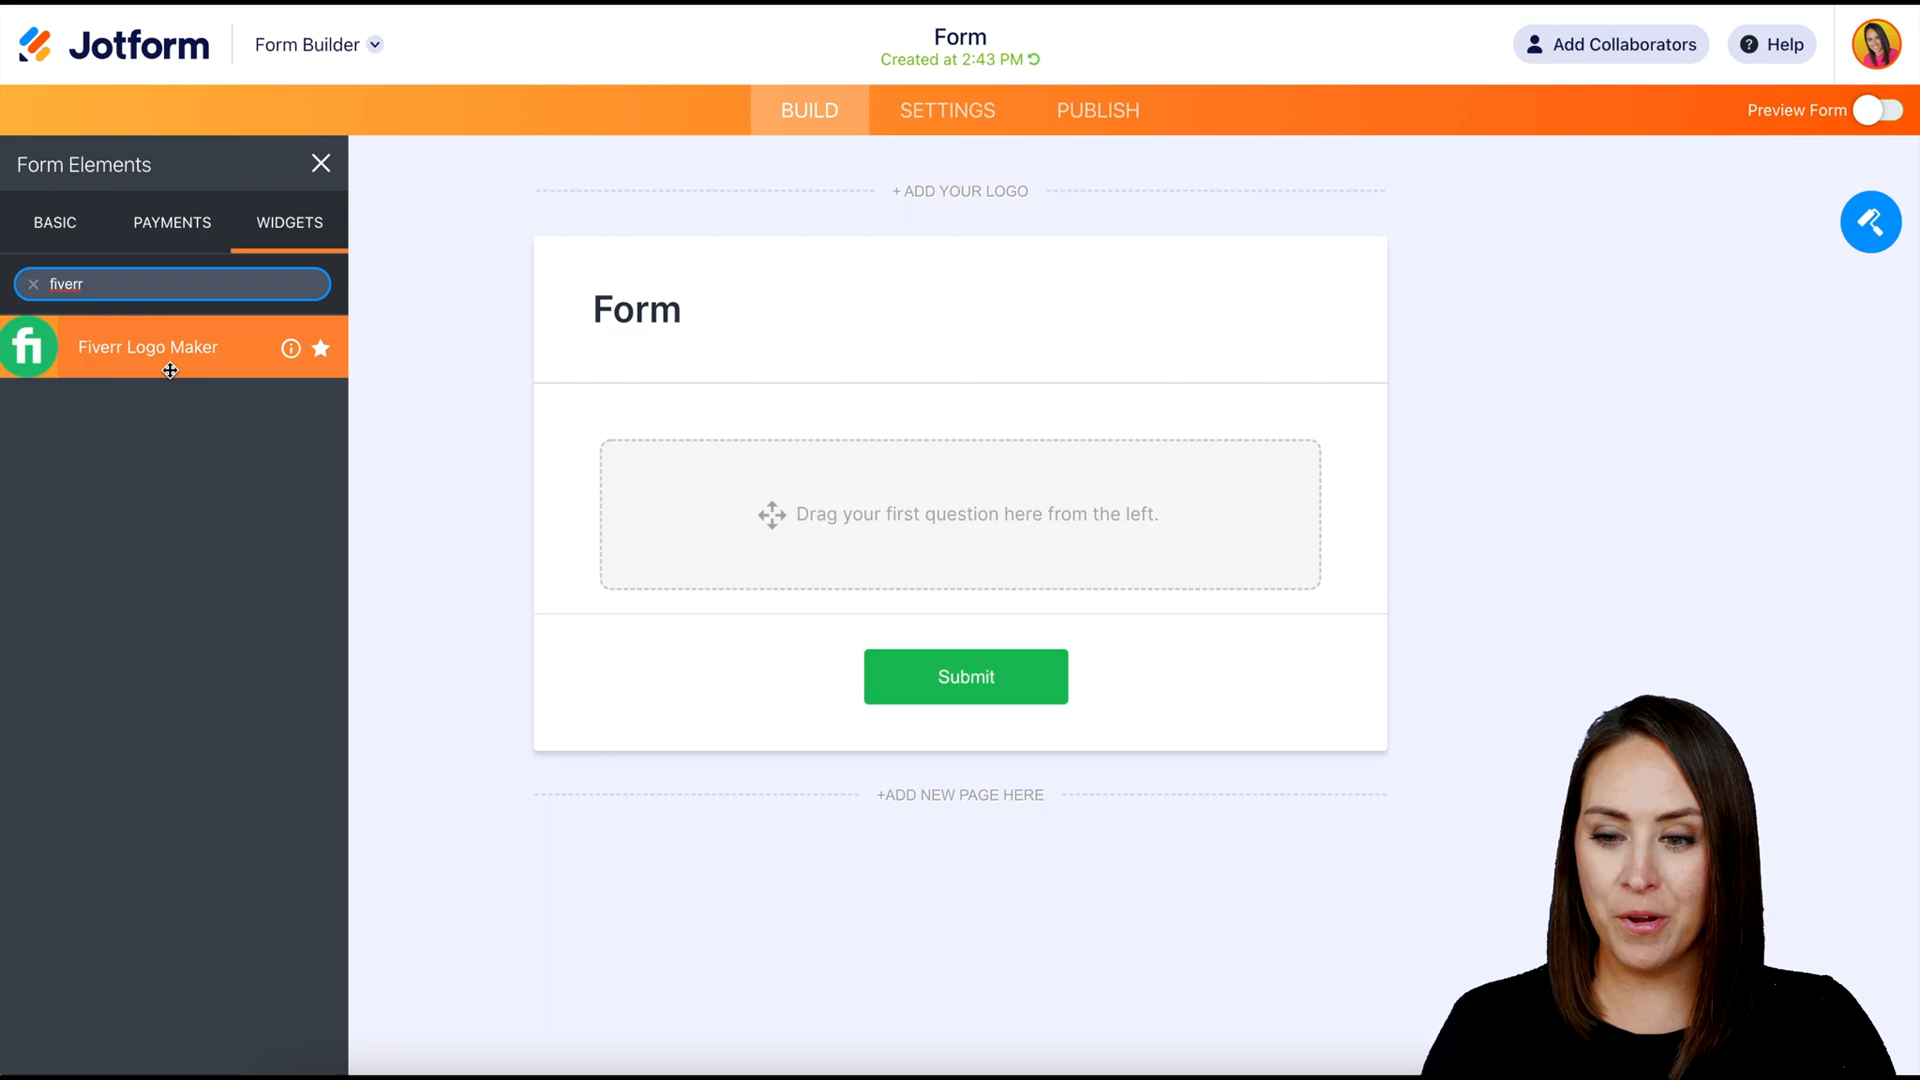 Jotform
Form Builder
Form
Created at 2:43 PM
Add Collaborators
Help
BUILD
SETTINGS
PUBLISH
Preview Form
Form Elements
BASIC
PAYMENTS
WIDGETS
fiverr
fi
Fiverr Logo Maker
+ ADD YOUR LOGO
Form
Drag your first question here from the left.
Submit
+ADD NEW PAGE HERE